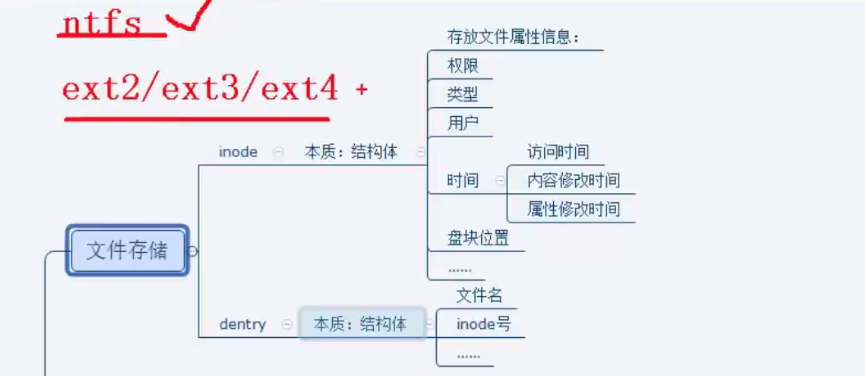 ntfs
ext2/ext3/ext4 +
存放文件属性信息:
权限
类型
用户
inode
本质:结构体
时间
访问时间
内容修改时间
属性修改时间
盘块位置
......
文件存储
dentry
本质:结构体
文件名
inode号
......